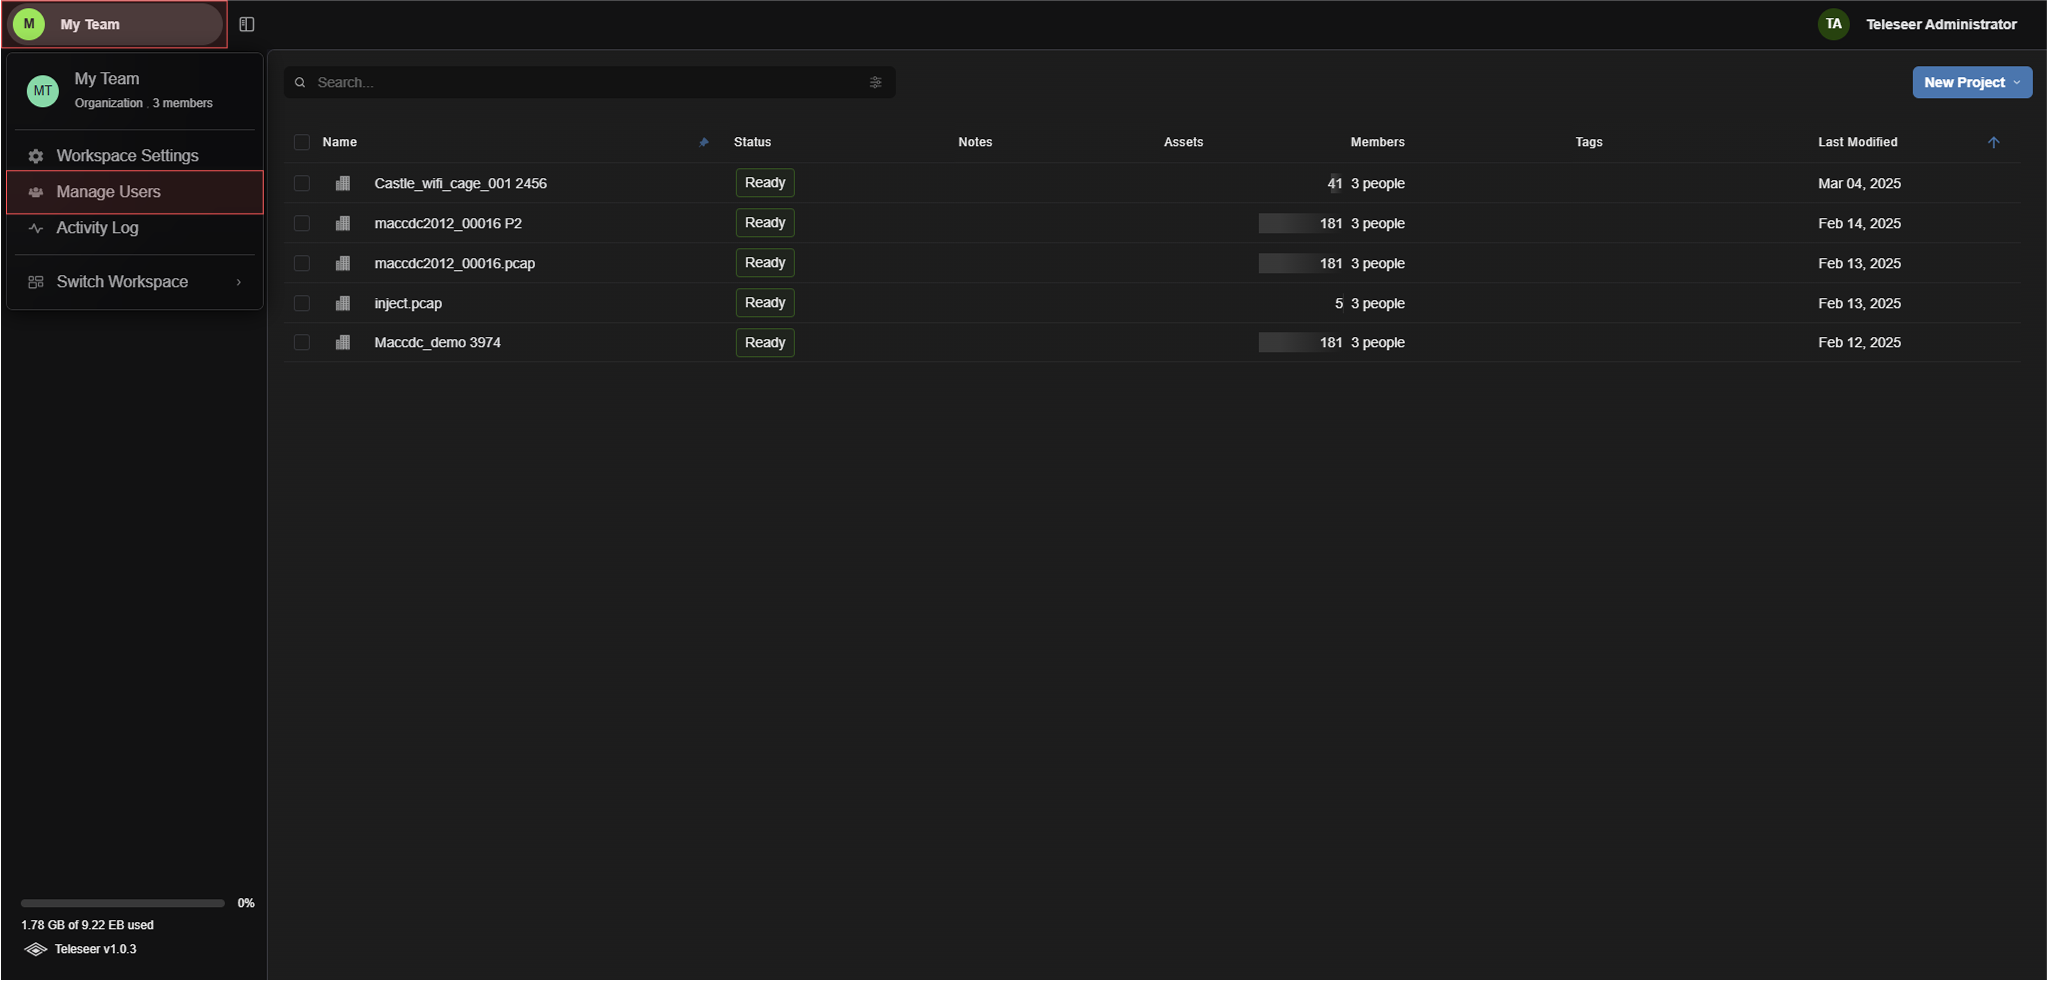 M My Team
TA Teleseer Administrator
MT My Team
Organization . 3 members
Workspace Settings
Manage Users
Activity Log
Switch Workspace
Search...
New Project
Name Status Notes Assets Members Tags Last Modified
Castle_wifi_cage_001 2456 Ready 41 3 people Mar 04, 2025
maccdc2012_00016 P2 Ready 181 3 people Feb 14, 2025
maccdc2012_00016.pcap Ready 181 3 people Feb 13, 2025
inject.pcap Ready 5 3 people Feb 13, 2025
Maccdc_demo 3974 Ready 181 3 people Feb 12, 2025
0%
1.78 GB of 9.22 EB used
Teleseer v1.0.3